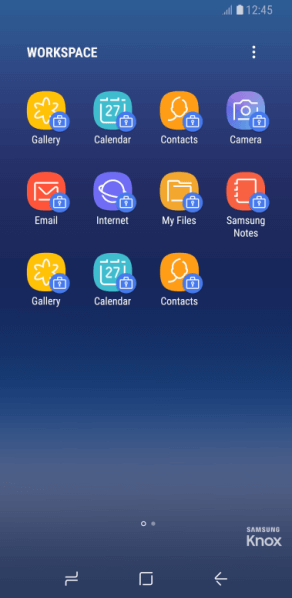 12:45
WORKSPACE
27
Gallery
Calendar
Contacts
Camera
Email
Internet
My Files
Samsung
Notes
27
Gallery
Calendar
Contacts
SAMSUNG
Knox